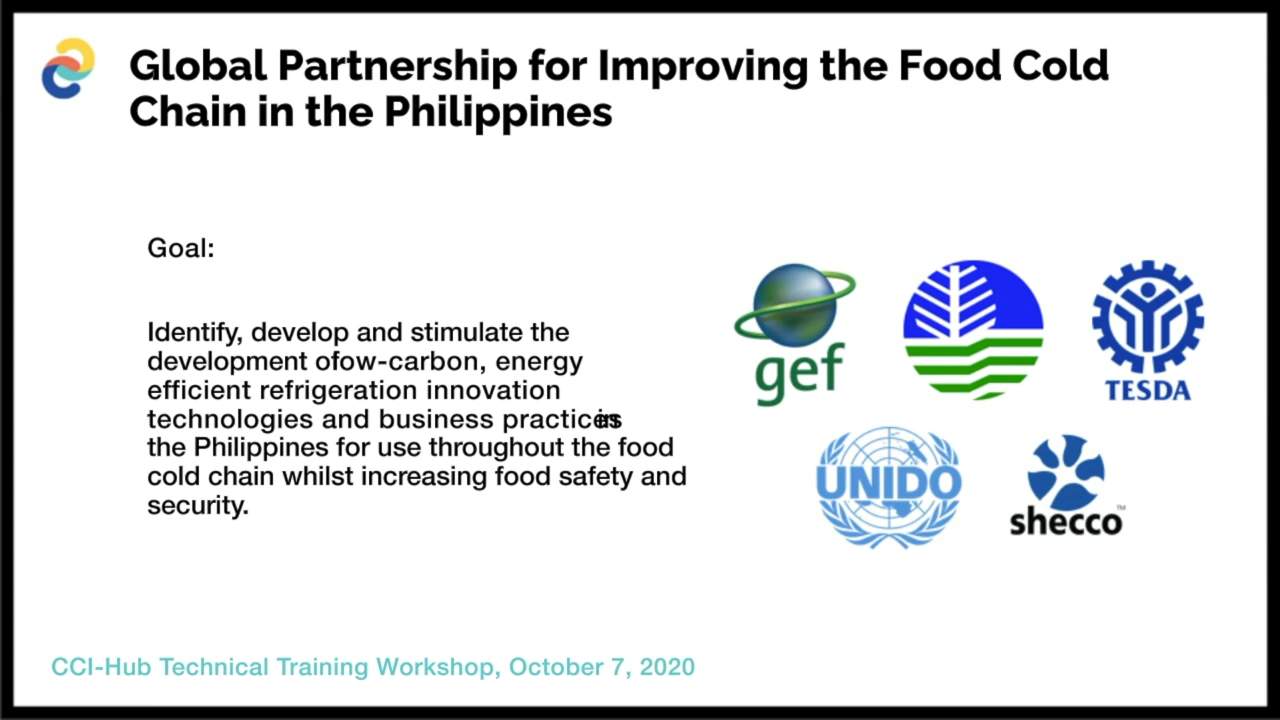 Global Partnership for Improving the Food Cold
Chain in the Philippines
Goal:
Identify, develop and stimulate the
development ofow-carbon, energy
efficient refrigeration innovation
technologies and business practices in
the Philippines for use throughout the food
cold chain whilst increasing food safety and
security.
gef
TESDA
UNIDO
shecco™
CCI-Hub Technical Training Workshop, October 7, 2020